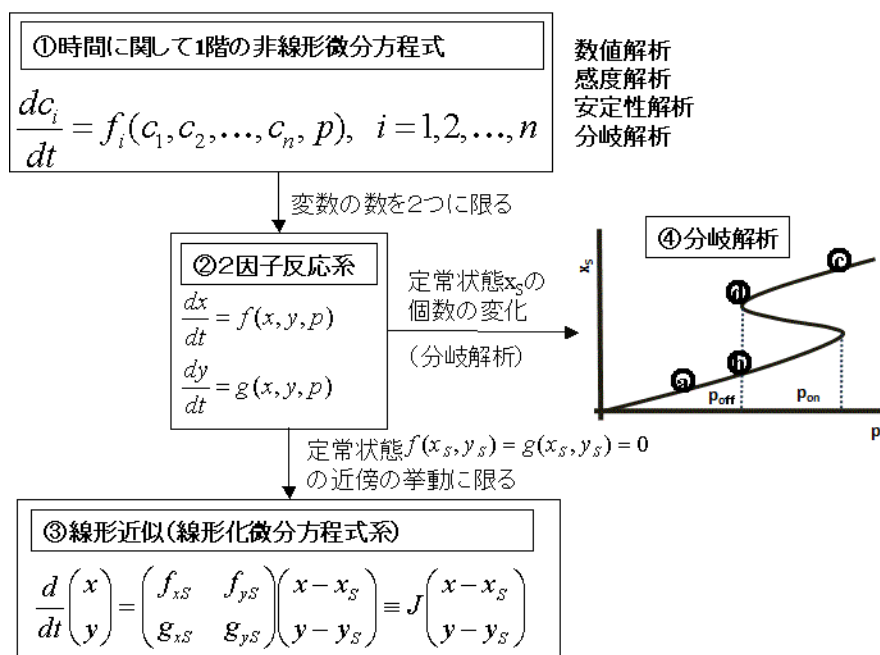 ①時間に関して1階の非線形微分方程式
dc_i/dt = f_i(c_1, c_2, …, c_n, p), i = 1, 2, …, n
数値解析
感度解析
安定性解析
分岐解析
変数の数を2つに限る
②2因子反応系
dx/dt = f(x, y, p)
dy/dt = g(x, y, p)
定常状態x_Sの
個数の変化
(分岐解析)
④分岐解析
x_S
ⓐ
ⓑ
ⓒ
ⓓ
p_off
p_on
p
定常状態 f(x_S, y_S) = g(x_S, y_S) = 0
の近傍の挙動に限る
③線形近似(線形化微分方程式系)
d/dt (x y) = (f_xS f_yS g_xS g_yS)(x − x_S y − y_S) ≡ J(x − x_S y − y_S)